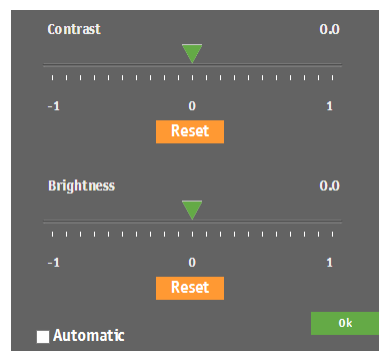 Contrast 0.0
-1 0 1
Reset
Brightness 0.0
-1 0 1
Reset
Ok
Automatic